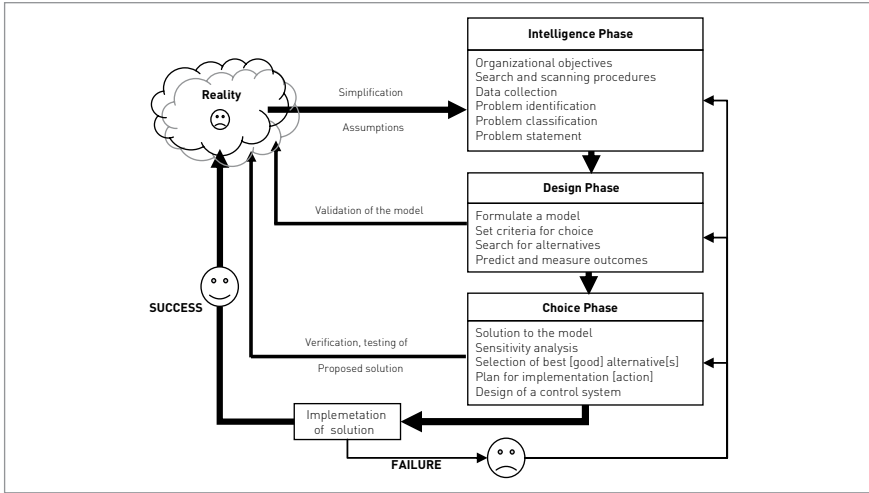 Intelligence Phase
Organizational objectives
Search and scanning procedures
Data collection
Problem identification
Problem classification
Problem statement
Reality
Simplification
Assumptions
Design Phase
Formulate a model
Set criteria for choice
Search for alternatives
Predict and measure outcomes
Validation of the model
Choice Phase
Solution to the model
Sensitivity analysis
Selection of best [good] alternative[s]
Plan for implementation [action]
Design of a control system
SUCCESS
Verification, testing of
Proposed solution
Implemetation
of solution
FAILURE